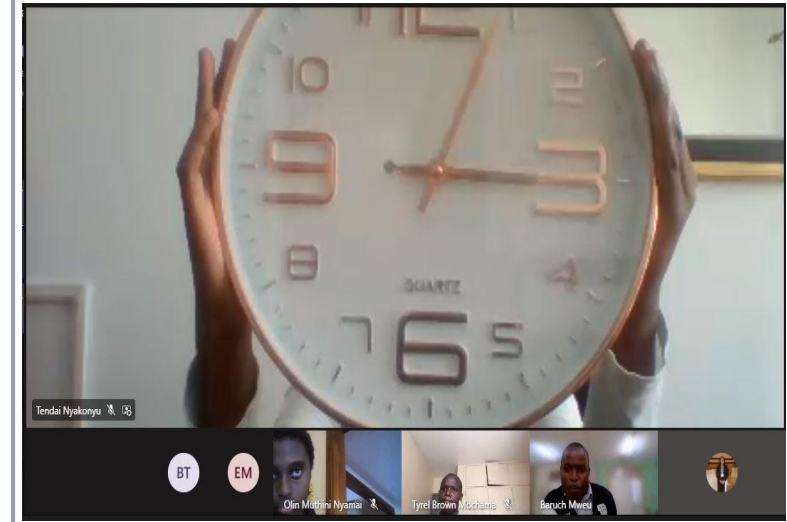 12
10
2
9
3
8
4
QUARTZ
7 6 5
Tendai Nyakonyu
BT
EM
Olin Muthini Nyamai
Tyrel Brown Mochama
Baruch Mweu